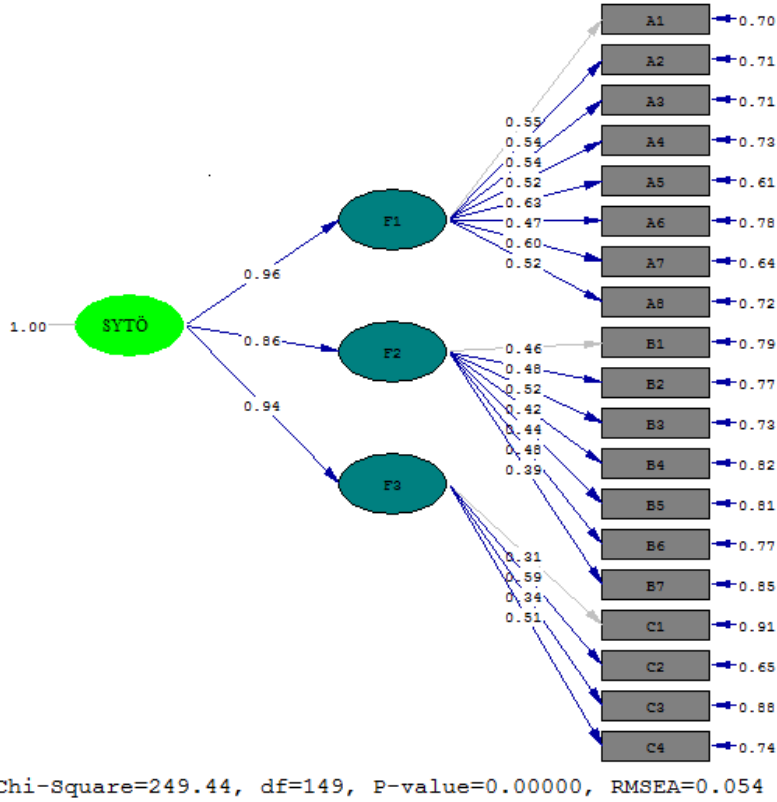 A1 0.70
A2 0.71
A3 0.71
A4 0.73
A5 0.61
A6 0.78
A7 0.64
A8 0.72
B1 0.79
B2 0.77
B3 0.73
B4 0.82
B5 0.81
B6 0.77
B7 0.85
C1 0.91
C2 0.65
C3 0.88
C4 0.74
0.55
0.54
0.54
0.52
0.63
0.47
0.60
0.52
F1
0.96
1.00 SYTÖ
0.86
F2
0.94
0.46
0.48
0.52
0.42
0.44
0.48
0.39
F3
0.31
0.59
0.34
0.51
Chi-Square=249.44, df=149, P-value=0.00000, RMSEA=0.054